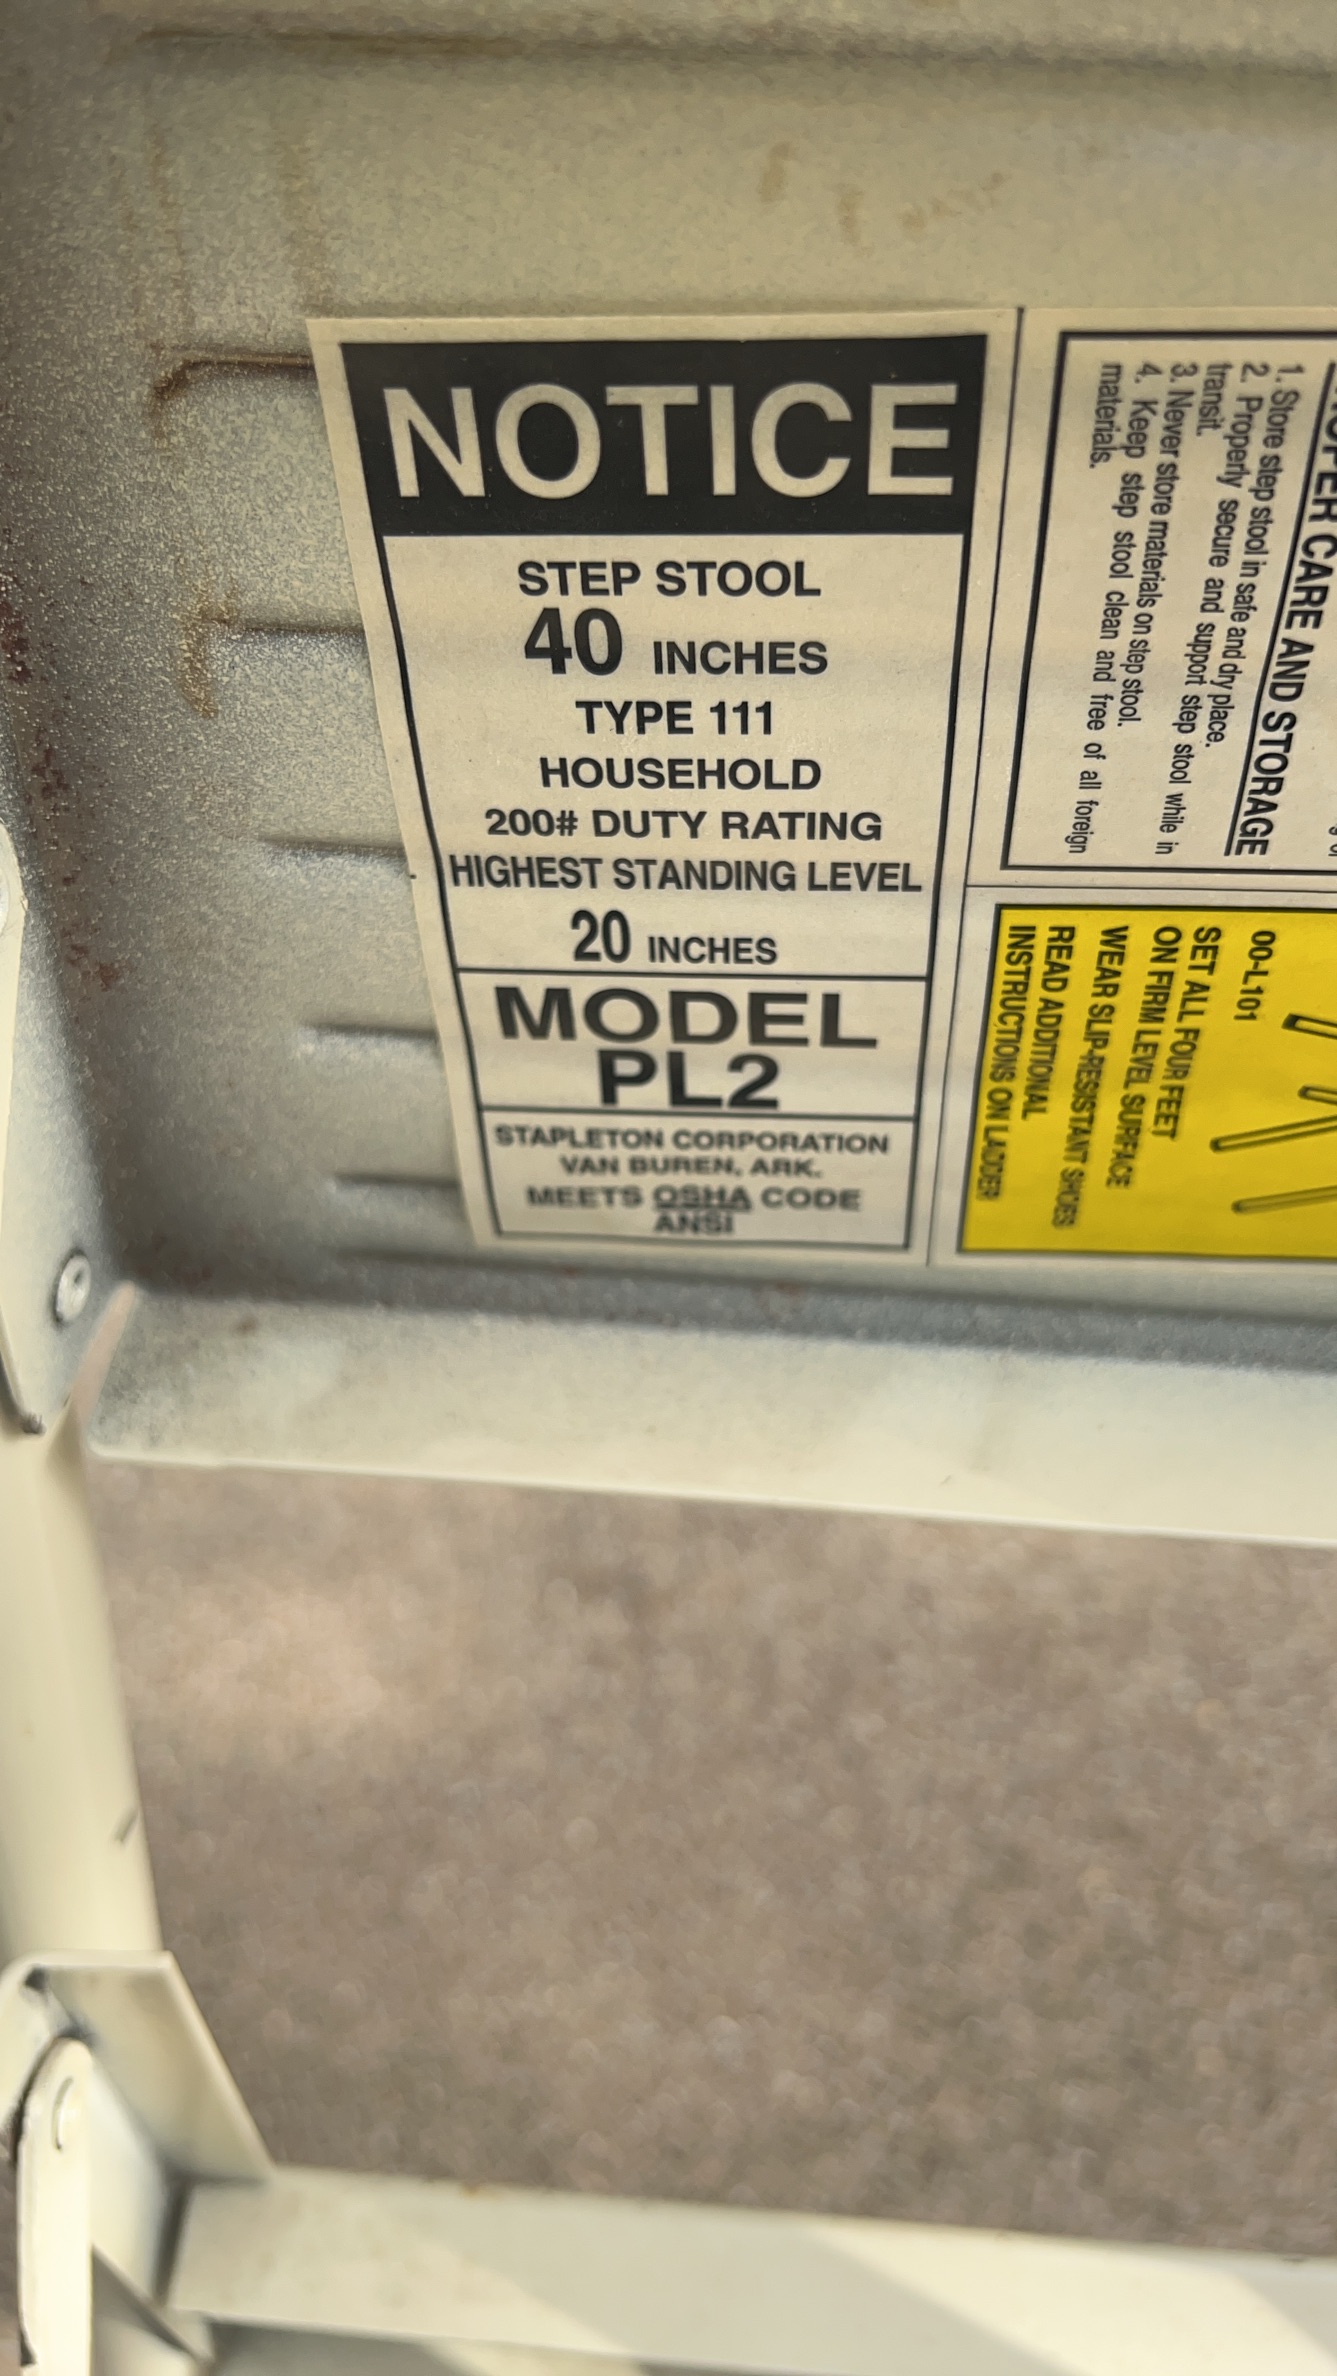 NOTICE
STEP STOOL
40 INCHES
TYPE 111
HOUSEHOLD
200# DUTY RATING
HIGHEST STANDING LEVEL
20 INCHES
MODEL
PL2
STAPLETON CORPORATION
VAN BUREN, ARK.
MEETS OSHA CODE
ANSI
CARE AND STORAGE
1. Store step stool in safe and dry place.
2. Properly secure and support step stool while in
transit.
3. Never store materials on step stool.
4. Keep step stool clean and free of all foreign
materials.
00-L101
SET ALL FOUR FEET
ON FIRM LEVEL SURFACE
WEAR SLIP-RESISTANT SHOES
READ ADDITIONAL
INSTRUCTIONS ON LADDER